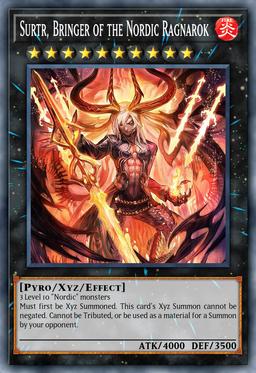 Surtr, Bringer of the Nordic Ragnarok
FIRE
炎
[Pyro/Xyz/Effect]
3 Level 10 "Nordic" monsters
Must first be Xyz Summoned. This card's Xyz Summon cannot be
negated. Cannot be Tributed, or be used as a material for a Summon
by your opponent.
ATK/4000 DEF/3500